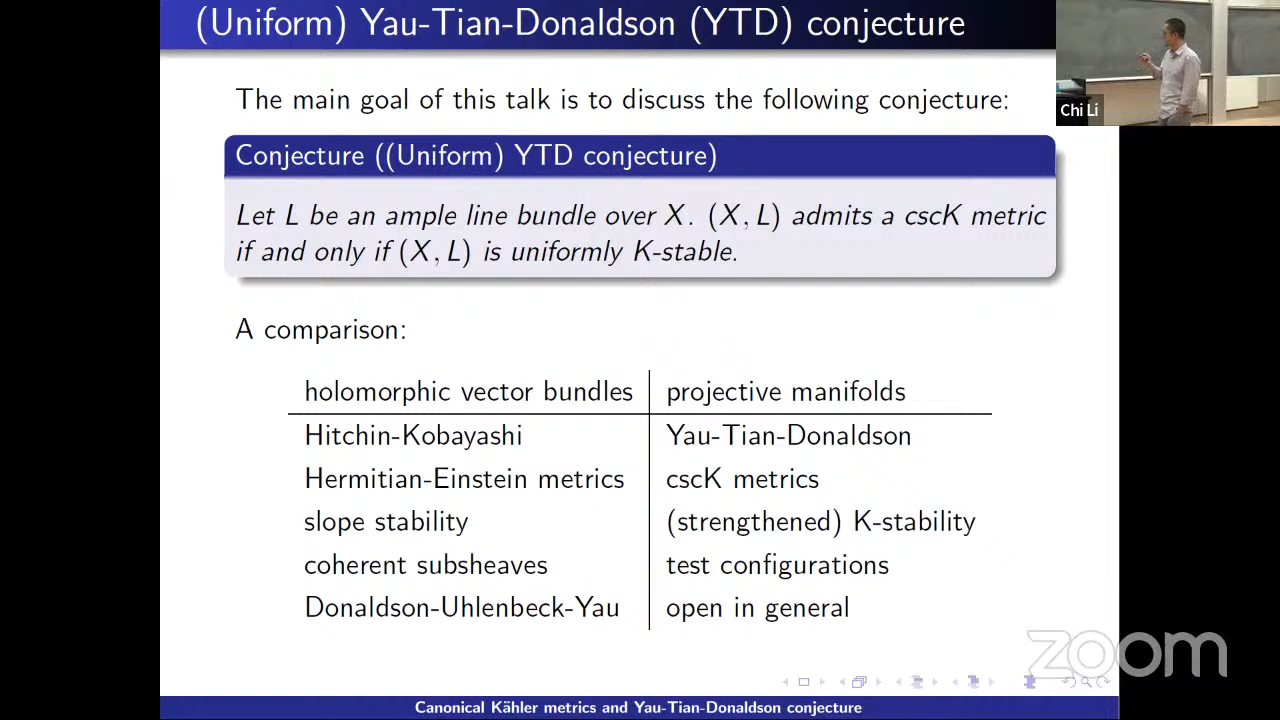 (Uniform) Yau-Tian-Donaldson (YTD) conjecture
Chi Li
The main goal of this talk is to discuss the following conjecture:
Conjecture ((Uniform) YTD conjecture)
Let L be an ample line bundle over X. (X, L) admits a cscK metric
if and only if (X, L) is uniformly K-stable.
A comparison:
holomorphic vector bundles | projective manifolds
Hitchin-Kobayashi | Yau-Tian-Donaldson
Hermitian-Einstein metrics | cscK metrics
slope stability | (strengthened) K-stability
coherent subsheaves | test configurations
Donaldson-Uhlenbeck-Yau | open in general
zoom
Canonical Kähler metrics and Yau-Tian-Donaldson conjecture